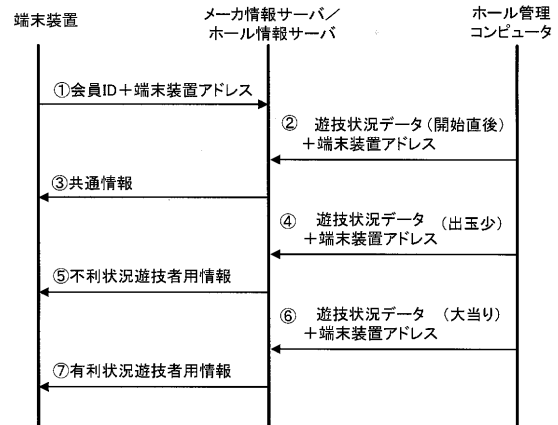 端末装置
メーカ情報サーバ/
ホール情報サーバ
ホール管理
コンピュータ
①会員ID+端末装置アドレス
② 遊技状況データ(開始直後)
+端末装置アドレス
③共通情報
④ 遊技状況データ (出玉少)
+端末装置アドレス
⑤不利状況遊技者用情報
⑥ 遊技状況データ (大当り)
+端末装置アドレス
⑦有利状況遊技者用情報